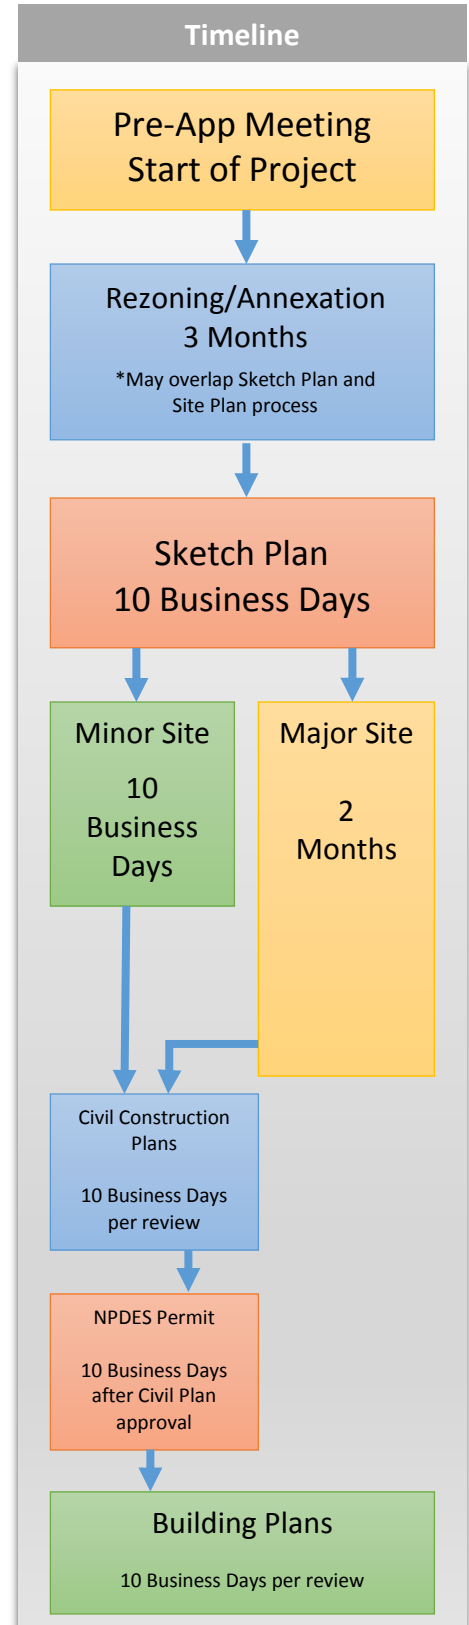 Timeline
Pre-App Meeting
Start of Project
Rezoning/Annexation
3 Months
*May overlap Sketch Plan and
Site Plan process
Sketch Plan
10 Business Days
Minor Site
10
Business
Days
Major Site
2
Months
Civil Construction
Plans
10 Business Days
per review
NPDES Permit
10 Business Days
after Civil Plan
approval
Building Plans
10 Business Days per review